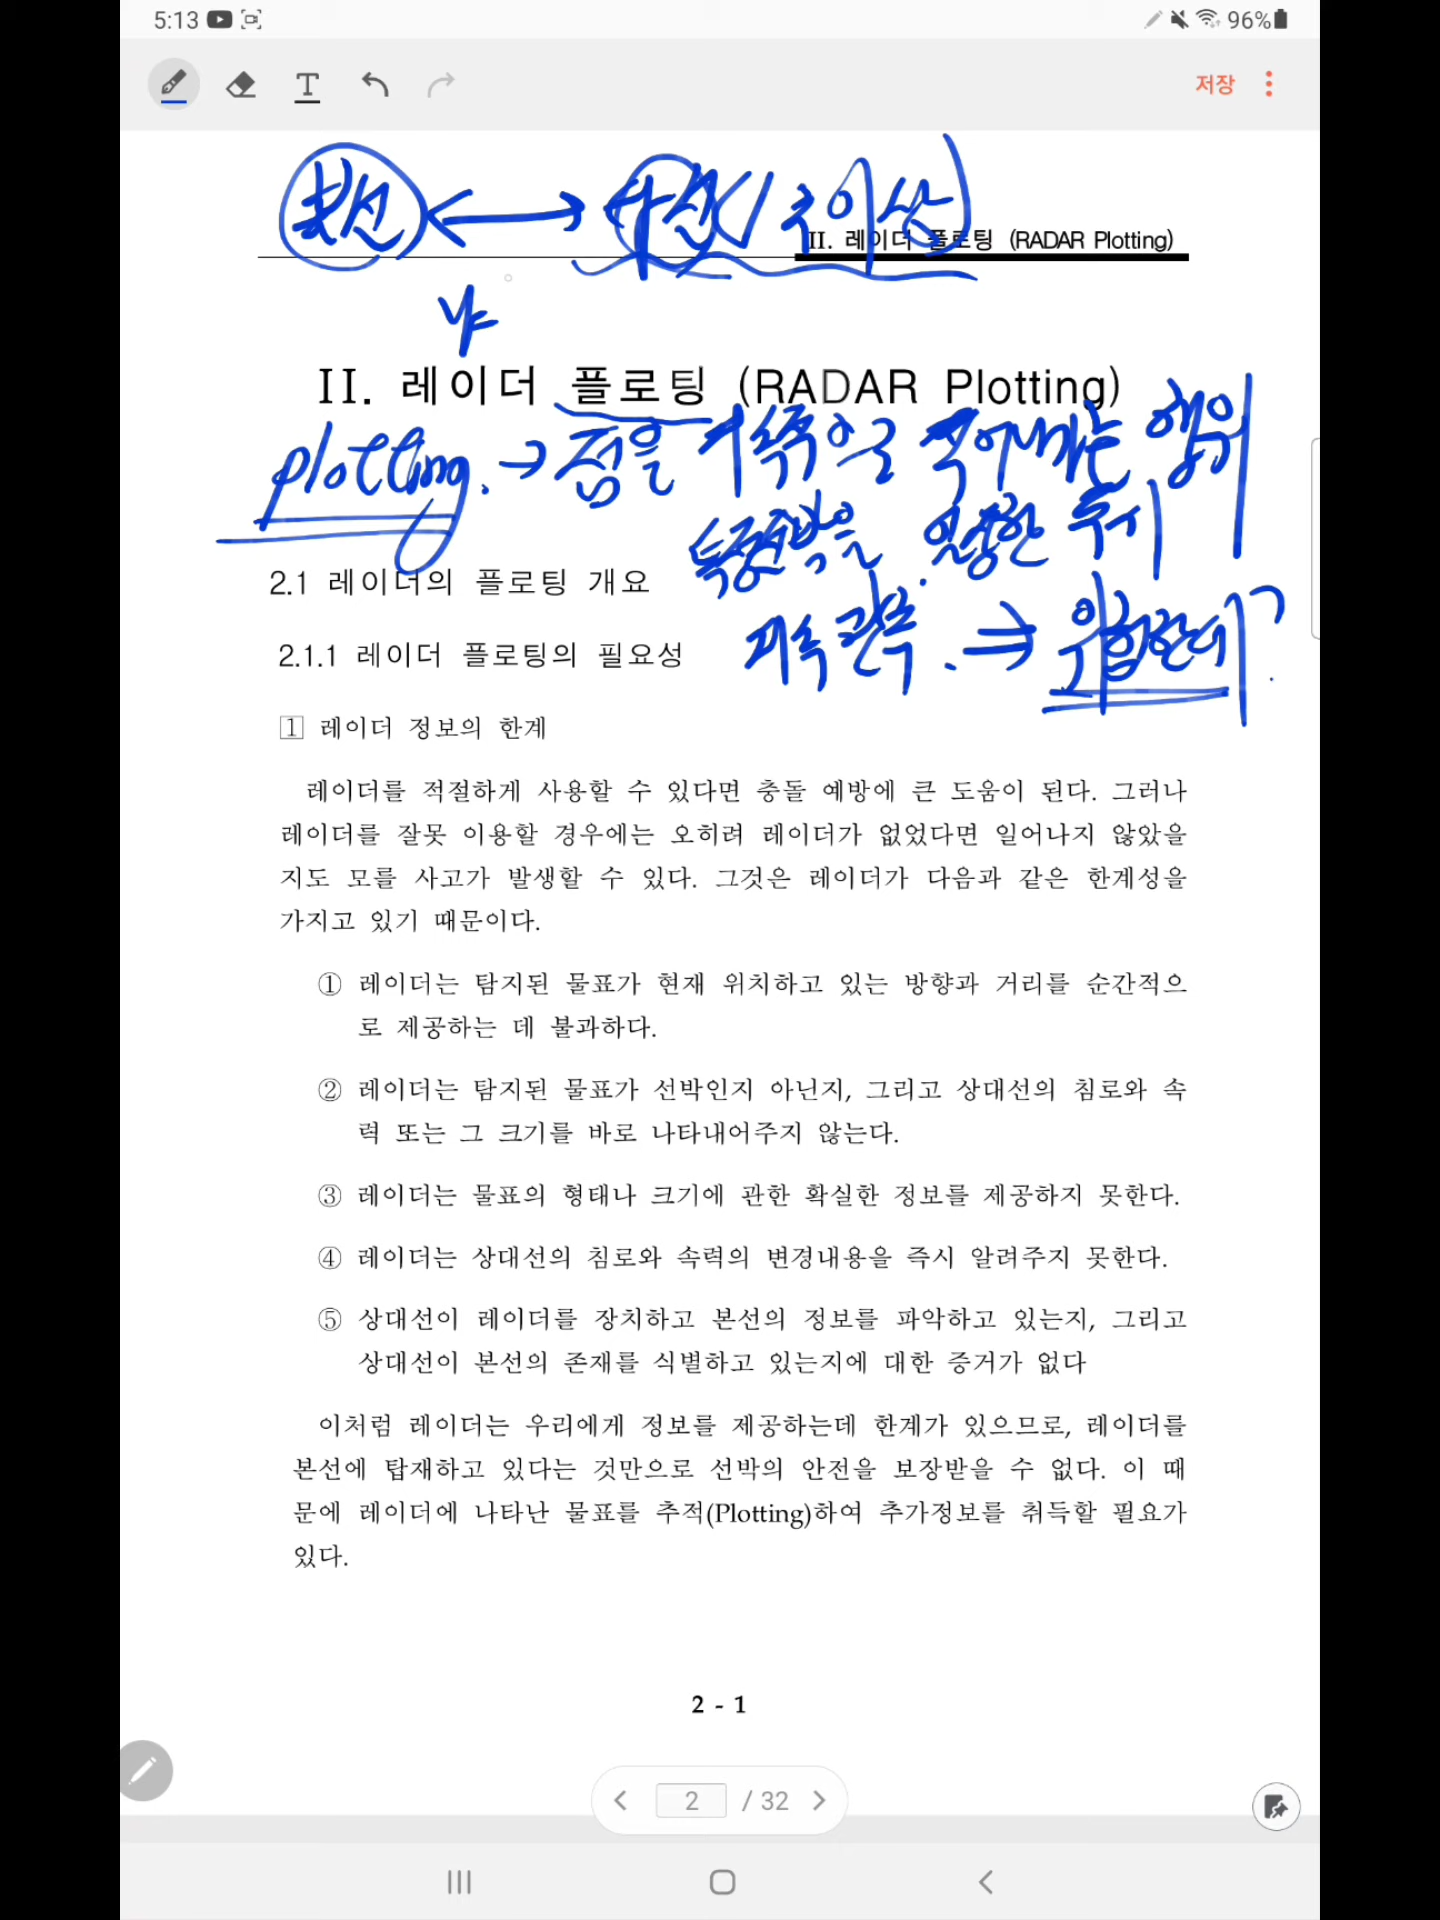 5:13
96%
저장
본선 ↔ 타선 / 추이선
II. 레이더 플로팅 (RADAR Plotting)
II. 레이더 플로팅 (RADAR Plotting)
plotting. → 점을 지속으로 찍어나가는 행위
특정선박을 일정한 주기
지속 관측. ⇒ 위험한데?
2.1 레이더의 플로팅 개요
2.1.1 레이더 플로팅의 필요성
1 레이더 정보의 한계
레이더를 적절하게 사용할 수 있다면 충돌 예방에 큰 도움이 된다. 그러나
레이더를 잘못 이용할 경우에는 오히려 레이더가 없었다면 일어나지 않았을
지도 모를 사고가 발생할 수 있다. 그것은 레이더가 다음과 같은 한계성을
가지고 있기 때문이다.
① 레이더는 탐지된 물표가 현재 위치하고 있는 방향과 거리를 순간적으
로 제공하는 데 불과하다.
② 레이더는 탐지된 물표가 선박인지 아닌지, 그리고 상대선의 침로와 속
력 또는 그 크기를 바로 나타내어주지 않는다.
③ 레이더는 물표의 형태나 크기에 관한 확실한 정보를 제공하지 못한다.
④ 레이더는 상대선의 침로와 속력의 변경내용을 즉시 알려주지 못한다.
⑤ 상대선이 레이더를 장치하고 본선의 정보를 파악하고 있는지, 그리고
상대선이 본선의 존재를 식별하고 있는지에 대한 증거가 없다
이처럼 레이더는 우리에게 정보를 제공하는데 한계가 있으므로, 레이더를
본선에 탑재하고 있다는 것만으로 선박의 안전을 보장받을 수 없다. 이 때
문에 레이더에 나타난 물표를 추적(Plotting)하여 추가정보를 취득할 필요가
있다.
2 - 1
2 / 32